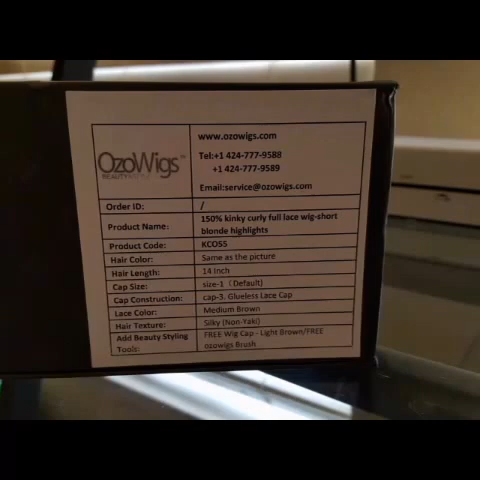 OzoWigs™
BEAUTY&STYLE
www.ozowigs.com
Tel:+1 424-777-9588
+1 424-777-9589
Email:service@ozowigs.com
Order ID: /
Product Name: 150% kinky curly full lace wig-short
blonde highlights
Product Code: KCO55
Hair Color: Same as the picture
Hair Length: 14 Inch
Cap Size: size-1 (Default)
Cap Construction: cap-3, Glueless Lace Cap
Lace Color: Medium Brown
Hair Texture: Silky (Non-Yaki)
Add Beauty Styling FREE Wig Cap - Light Brown/FREE
Tools: ozowigs Brush